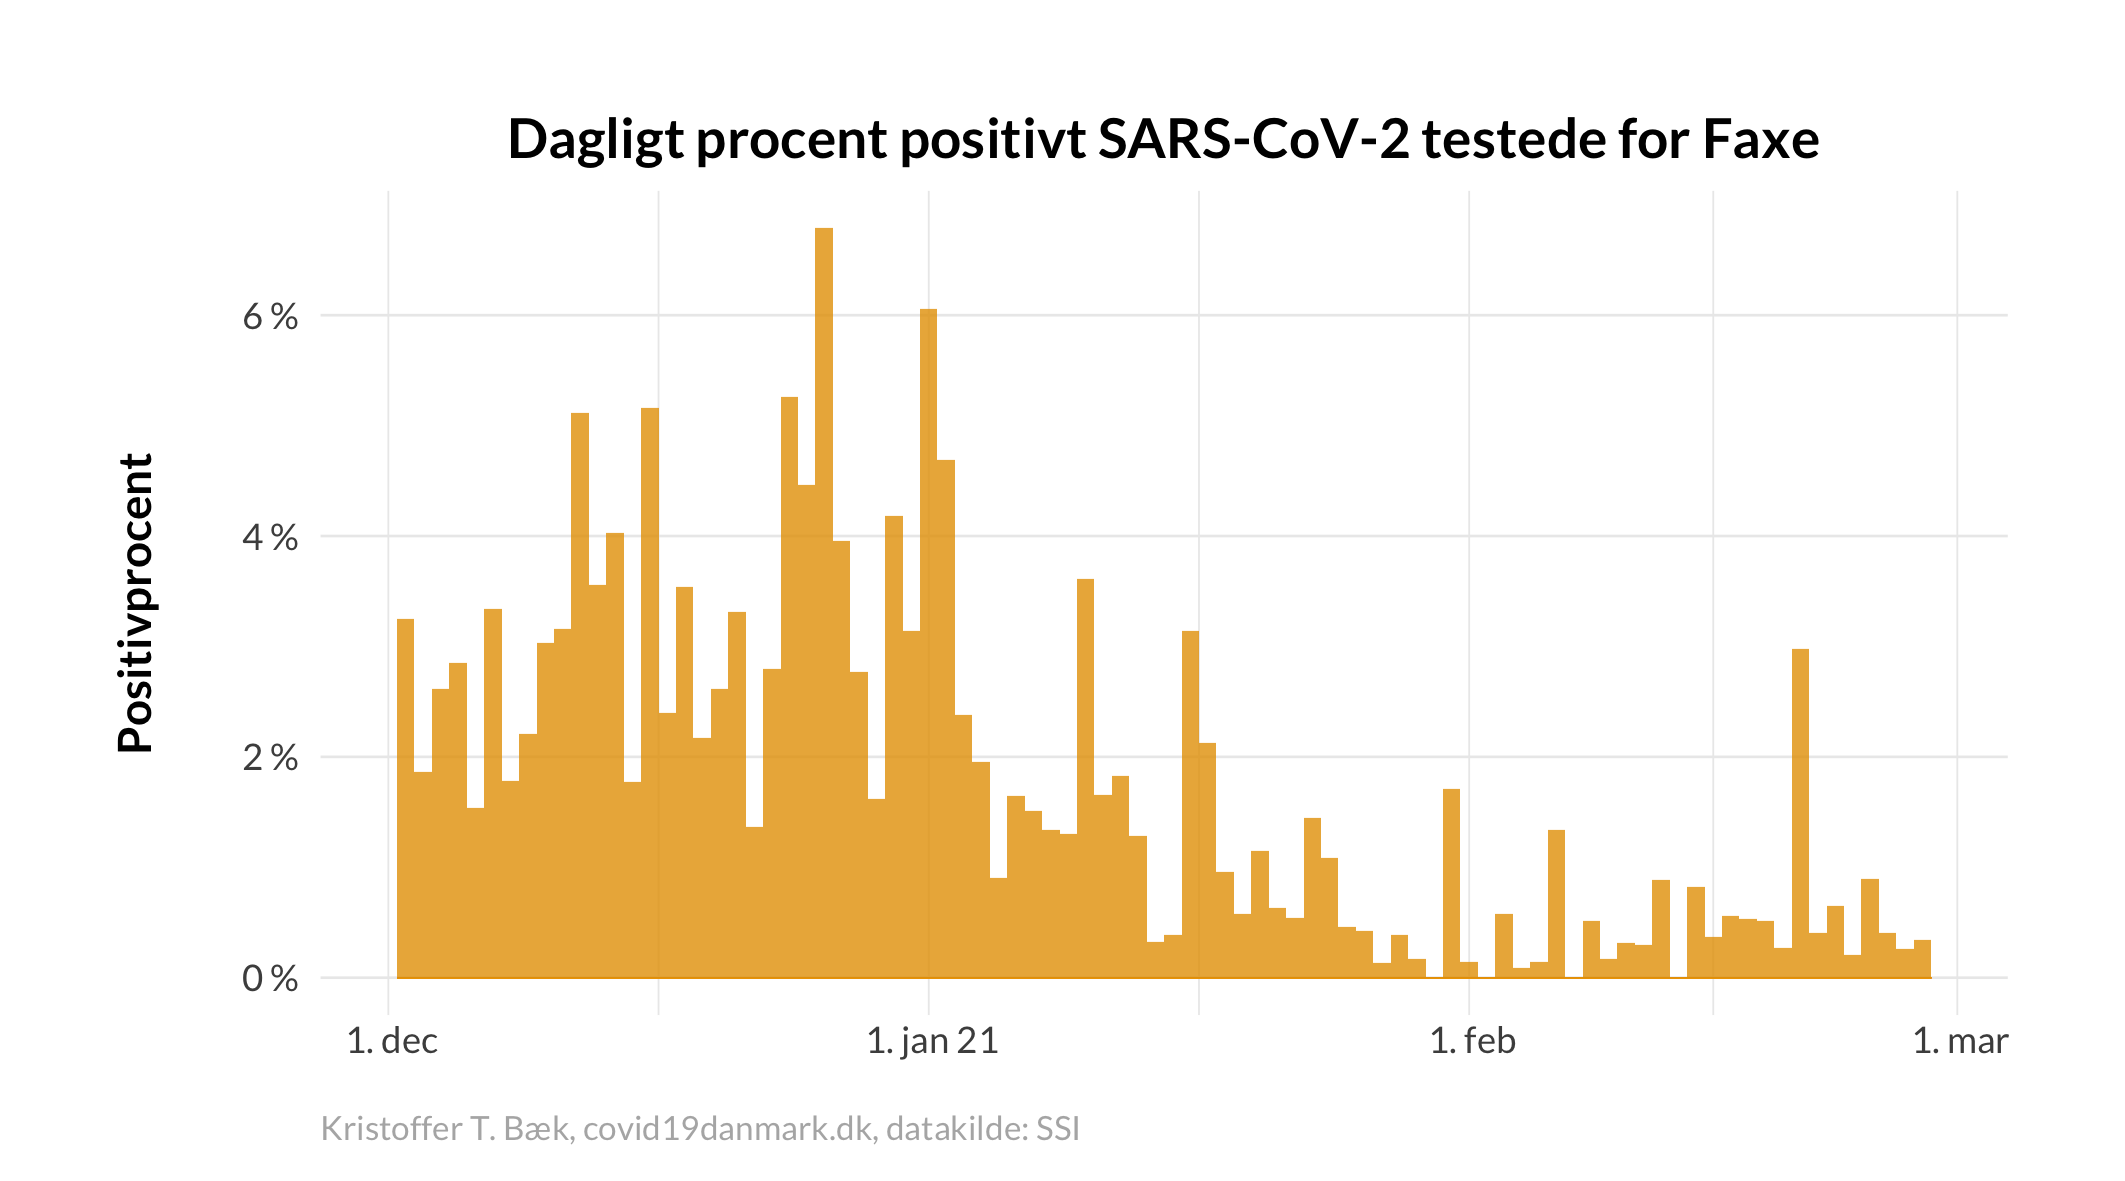 Dagligt procent positivt SARS-CoV-2 testede for Faxe
Positivprocent
6 %
4 %
2 %
0 %
1. dec
1. jan 21
1. feb
1. mar
Kristoffer T. Bæk, covid19danmark.dk, datakilde: SSI